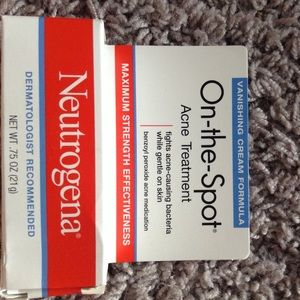 VANISHING CREAM FORMULA
On-the-Spot®
Acne Treatment
fights acne-causing bacteria
while gentle on skin
benzoyl peroxide acne medication
MAXIMUM STRENGTH EFFECTIVENESS
Neutrogena®
DERMATOLOGIST RECOMMENDED
NET WT. .75 OZ (21g)